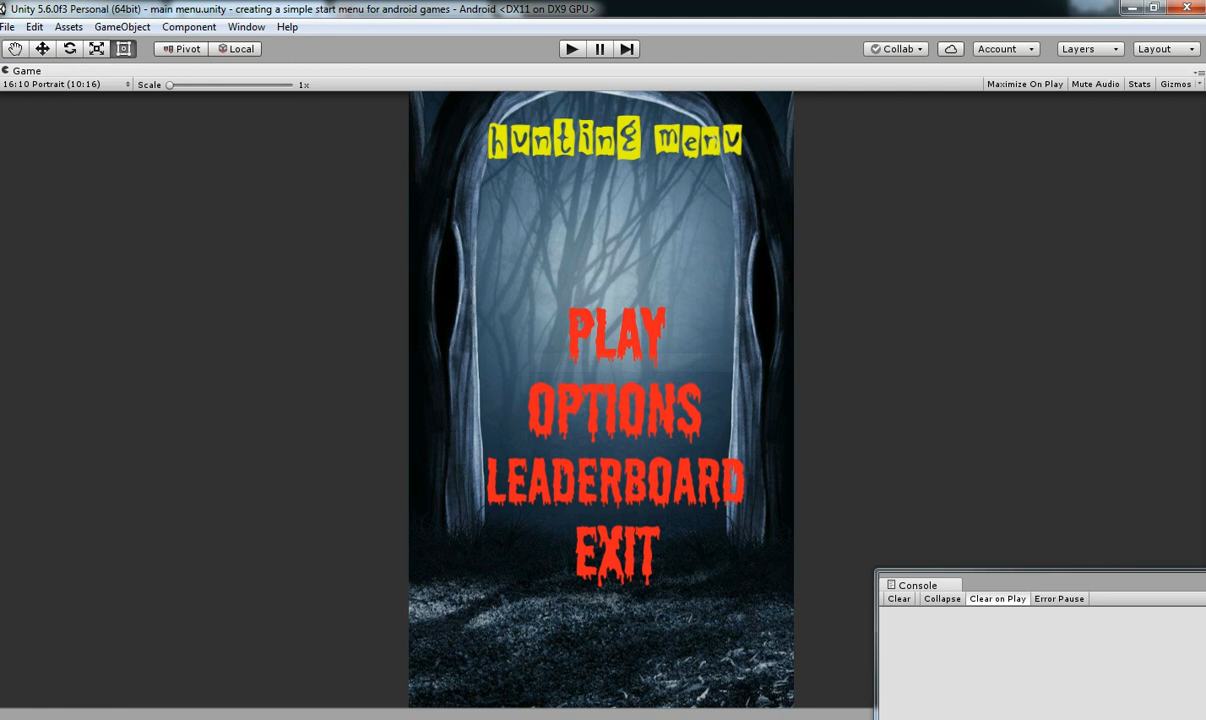 Unity 5.6.0f3 Personal (64bit) - main menu.unity - creating a simple start menu for android games - Android <DX11 on DX9 GPU>
File Edit Assets GameObject Component Window Help
Pivot Local Collab Account Layers Layout
Game
16:10 Portrait (10:16) Scale 1x Maximize On Play Mute Audio Stats Gizmos
hunting menu
PLAY
OPTIONS
LEADERBOARD
EXIT
Console
Clear Collapse Clear on Play Error Pause